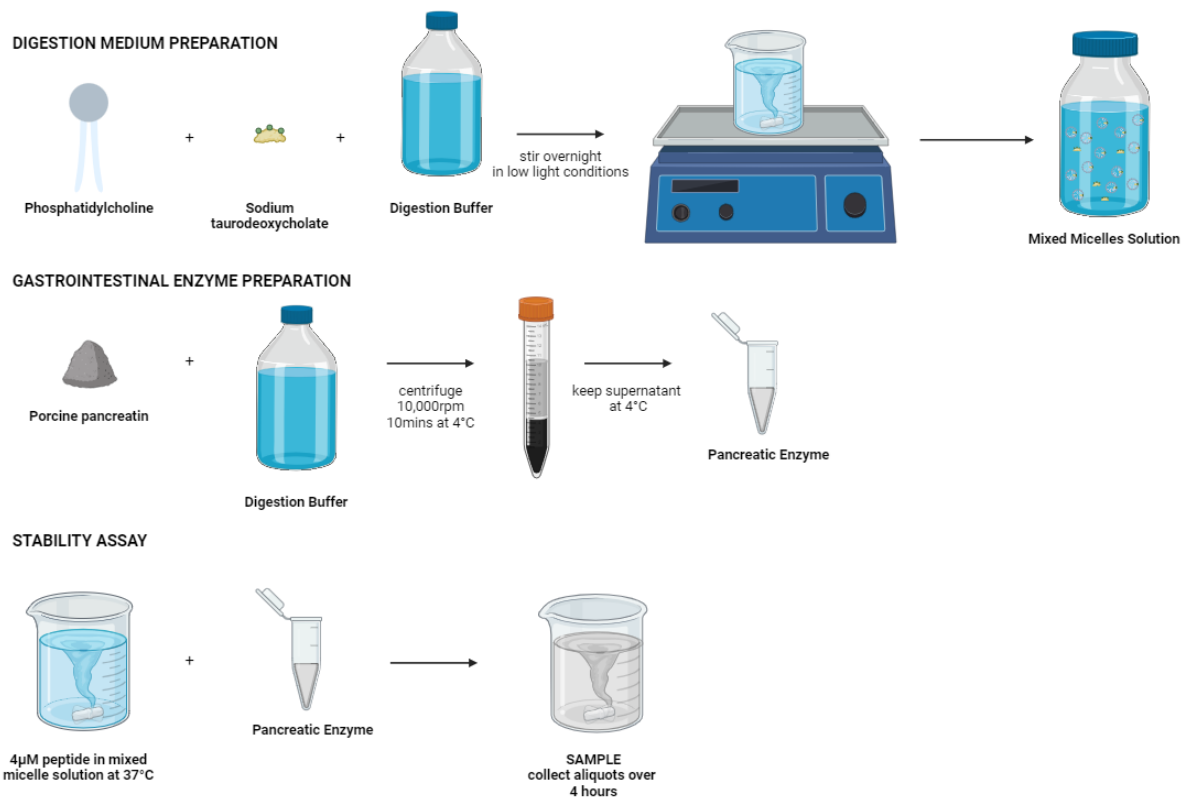 DIGESTION MEDIUM PREPARATION
+
+
stir overnight
in low light conditions
Phosphatidylcholine
Sodium
taurodeoxycholate
Digestion Buffer
Mixed Micelles Solution
GASTROINTESTINAL ENZYME PREPARATION
+
centrifuge
10,000rpm
10mins at 4°C
keep supernatant
at 4°C
Porcine pancreatin
Digestion Buffer
Pancreatic Enzyme
STABILITY ASSAY
+
4µM peptide in mixed
micelle solution at 37°C
Pancreatic Enzyme
SAMPLE
collect aliquots over
4 hours